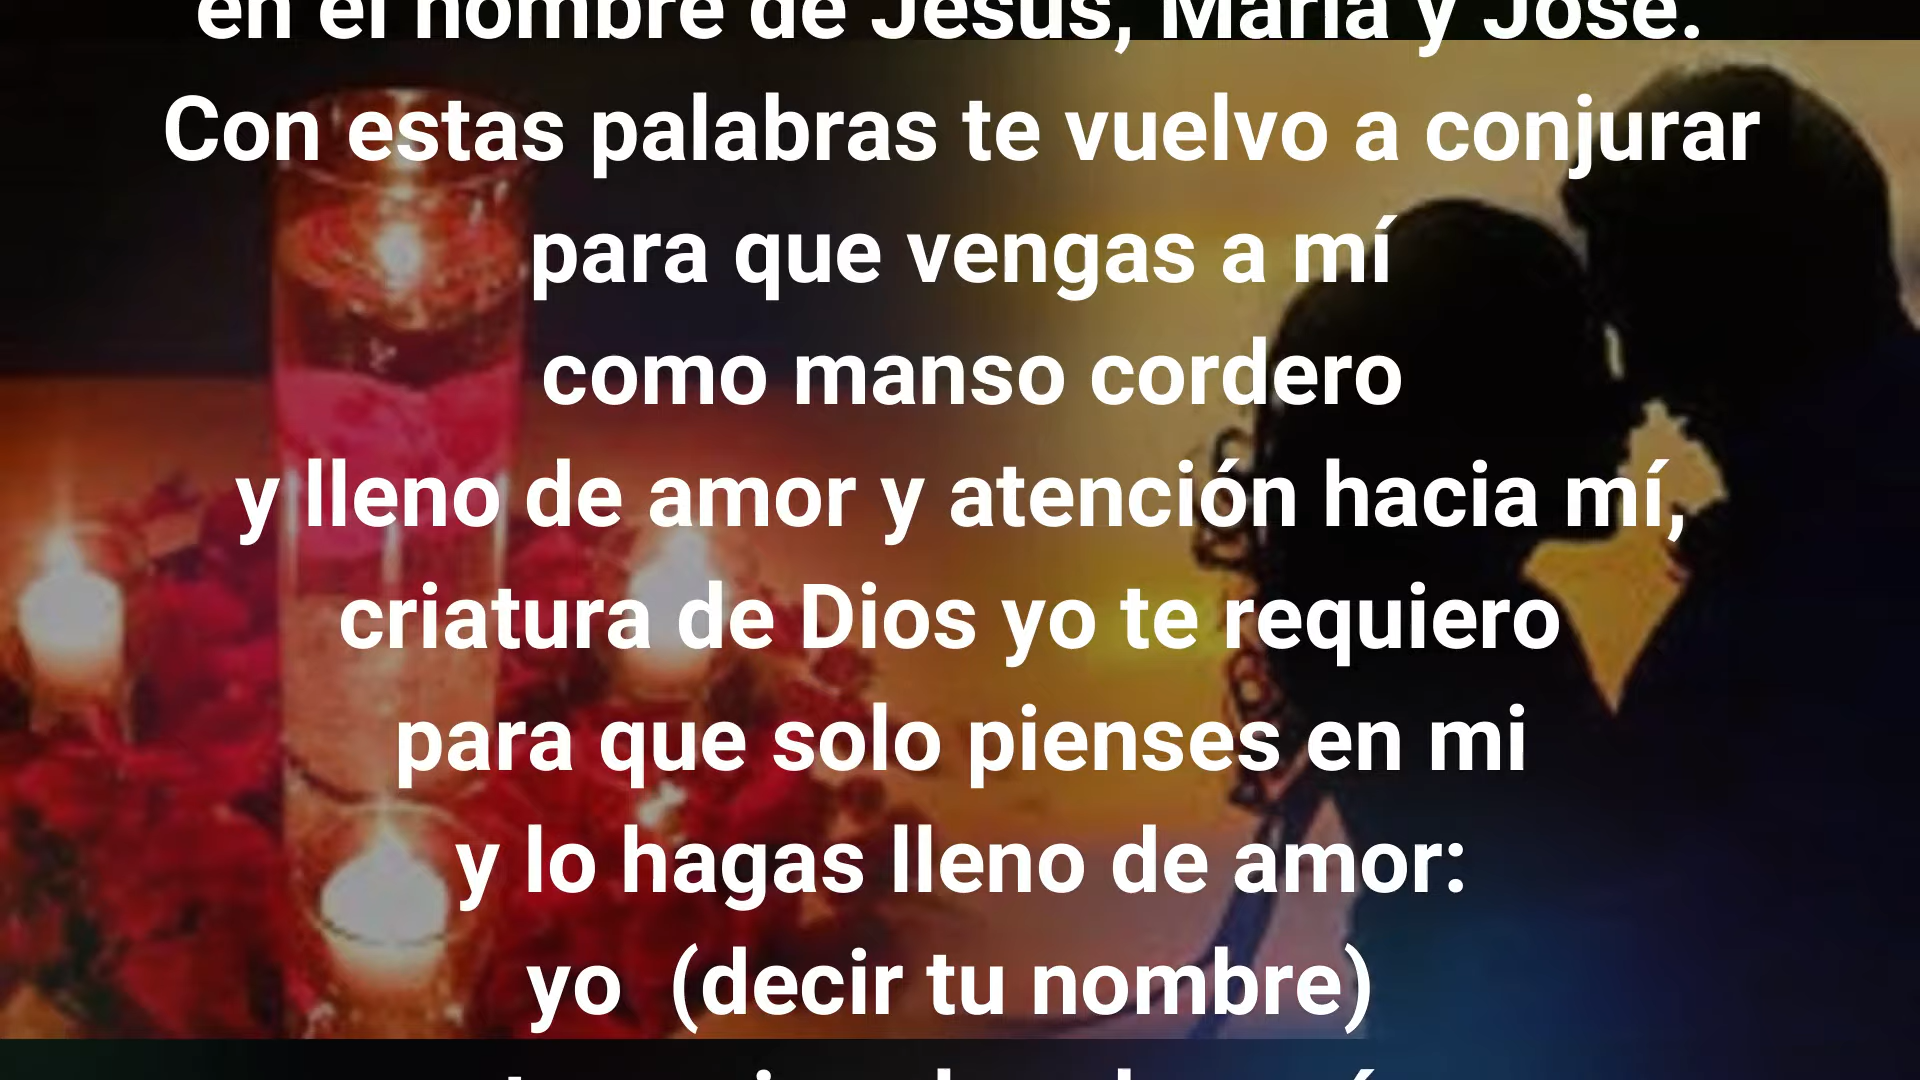 en el nombre de Jesús, María y José.
Con estas palabras te vuelvo a conjurar
para que vengas a mí
como manso cordero
y lleno de amor y atención hacia mí,
criatura de Dios yo te requiero
para que solo pienses en mi
y lo hagas lleno de amor:
yo (decir tu nombre)